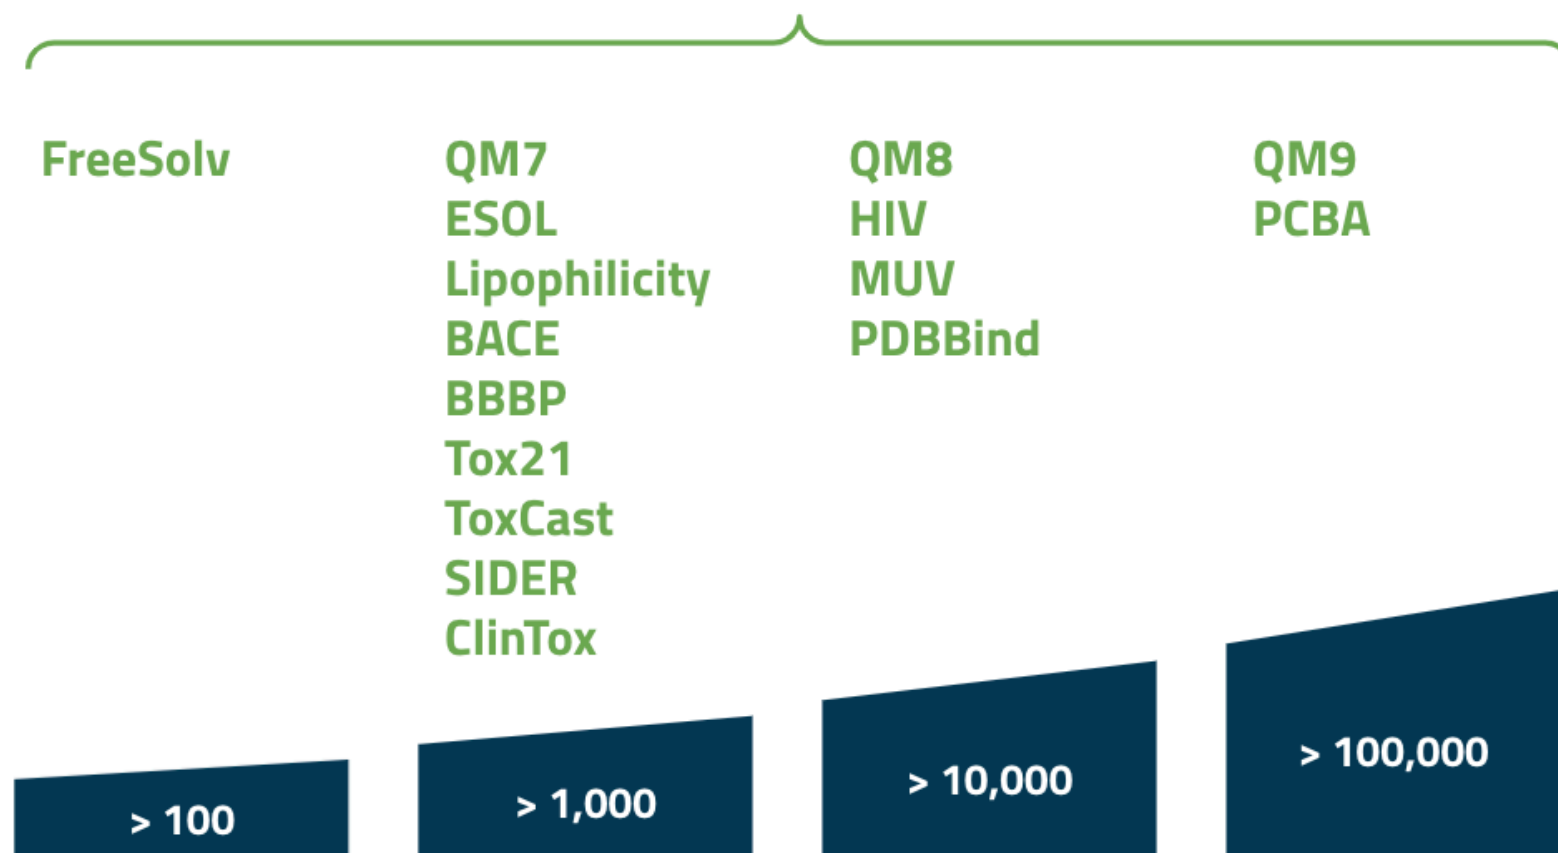 FreeSolv
QM7
ESOL
Lipophilicity
BACE
BBBP
Tox21
ToxCast
SIDER
ClinTox
QM8
HIV
MUV
PDBBind
QM9
PCBA
> 100
> 1,000
> 10,000
> 100,000